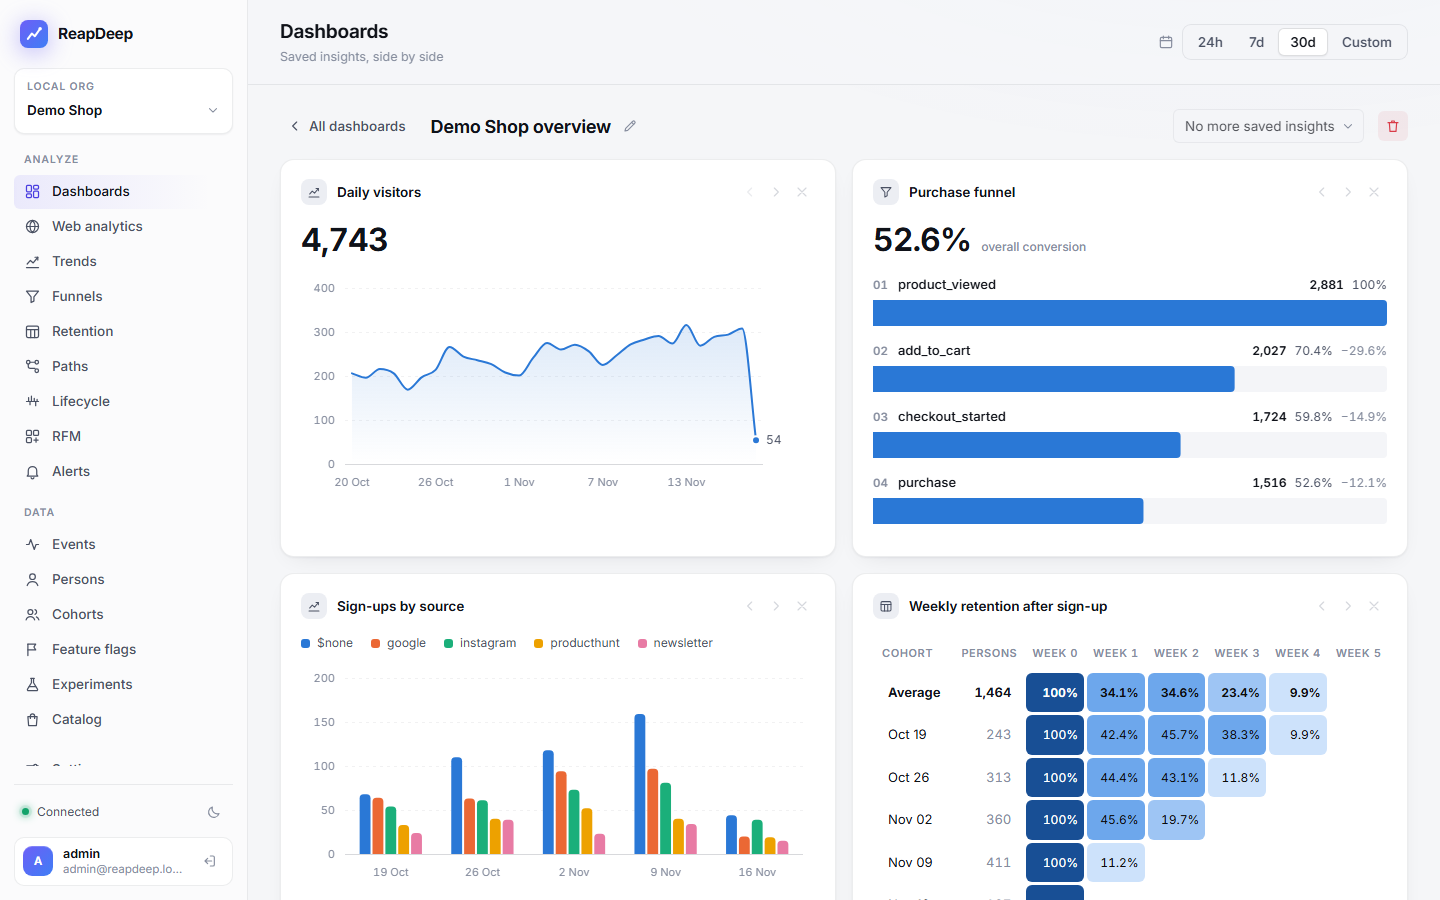 ReapDeep
LOCAL ORG
Demo Shop
ANALYZE
Dashboards
Web analytics
Trends
Funnels
Retention
Paths
Lifecycle
RFM
Alerts
DATA
Events
Persons
Cohorts
Feature flags
Experiments
Catalog
Connected
A
admin
admin@reapdeep.lo...
Dashboards
Saved insights, side by side
24h 7d 30d Custom
All dashboards Demo Shop overview
No more saved insights
Daily visitors
4,743
400
300
200
100
0
54
20 Oct 26 Oct 1 Nov 7 Nov 13 Nov
Purchase funnel
52.6% overall conversion
01 product_viewed 2,881 100%
02 add_to_cart 2,027 70.4% −29.6%
03 checkout_started 1,724 59.8% −14.9%
04 purchase 1,516 52.6% −12.1%
Sign-ups by source
$none google instagram producthunt newsletter
200
150
100
50
0
19 Oct 26 Oct 2 Nov 9 Nov 16 Nov
Weekly retention after sign-up
COHORT PERSONS WEEK 0 WEEK 1 WEEK 2 WEEK 3 WEEK 4 WEEK 5
Average 1,464 100% 34.1% 34.6% 23.4% 9.9%
Oct 19 243 100% 42.4% 45.7% 38.3% 9.9%
Oct 26 313 100% 44.4% 43.1% 11.8%
Nov 02 360 100% 45.6% 19.7%
Nov 09 411 100% 11.2%